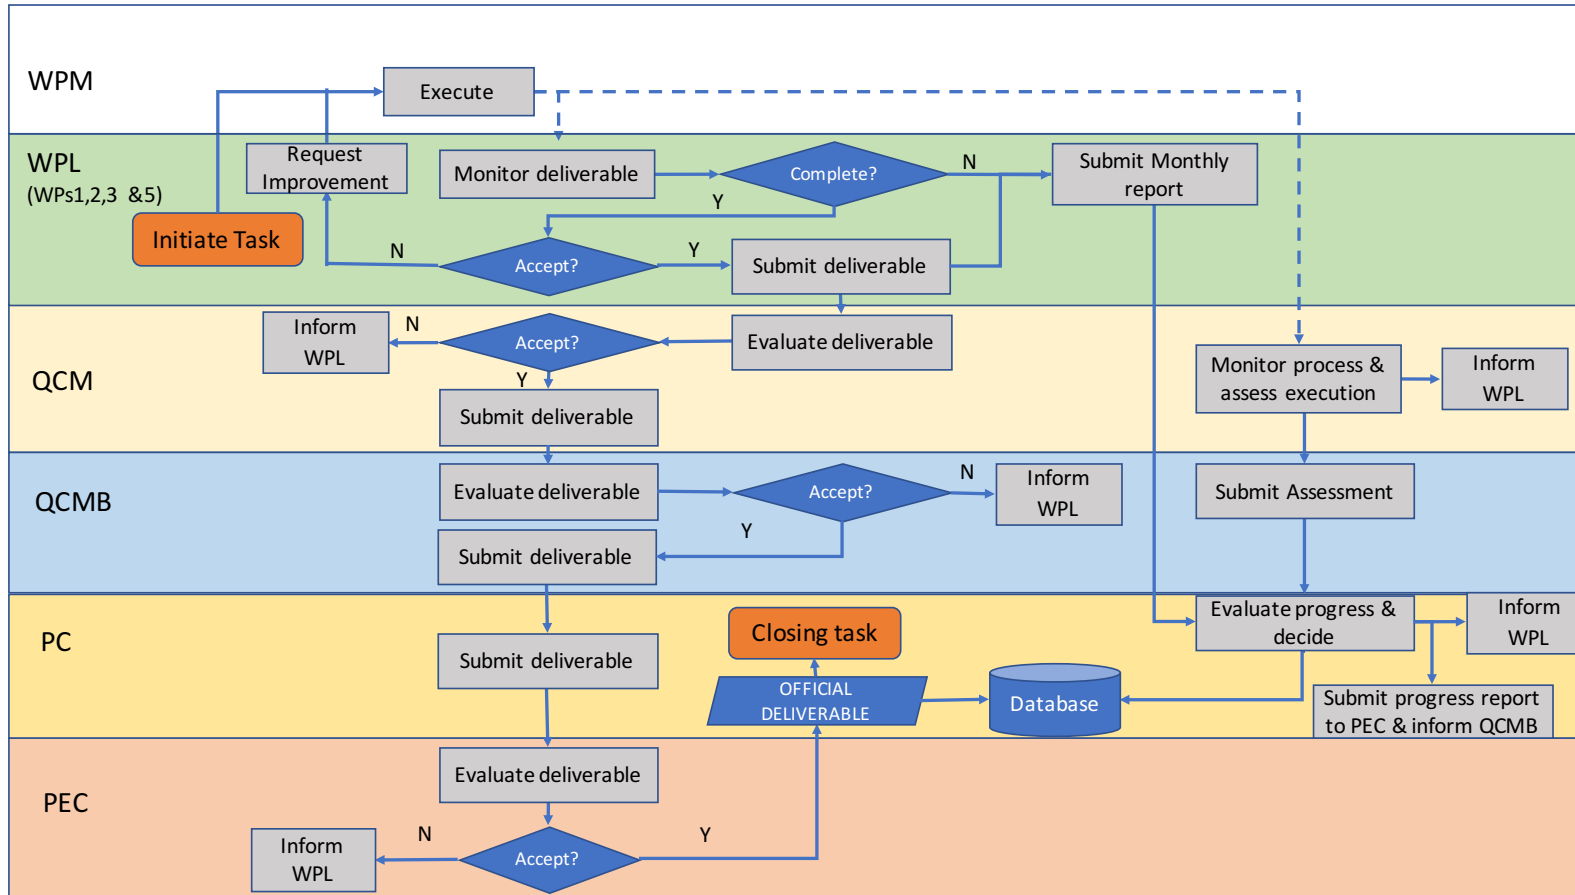 WPM
Execute
WPL
(WPs1,2,3 &5)
Request
Improvement
Initiate Task
Monitor deliverable
Complete?
N
Submit Monthly
report
Y
N
Accept?
Y
Submit deliverable
QCM
Inform
WPL
N
Accept?
Evaluate deliverable
Y
Submit deliverable
Monitor process &
assess execution
Inform
WPL
QCMB
Evaluate deliverable
Accept?
N
Inform
WPL
Submit Assessment
Y
Submit deliverable
PC
Submit deliverable
Closing task
OFFICIAL
DELIVERABLE
Database
Evaluate progress &
decide
Inform
WPL
Submit progress report
to PEC & inform QCMB
PEC
Evaluate deliverable
Inform
WPL
N
Accept?
Y